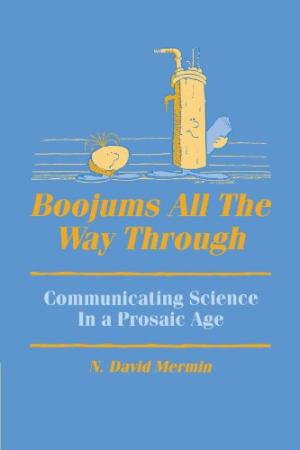 Boojums All The
Way Through
Communicating Science
In a Prosaic Age
N. David Mermin